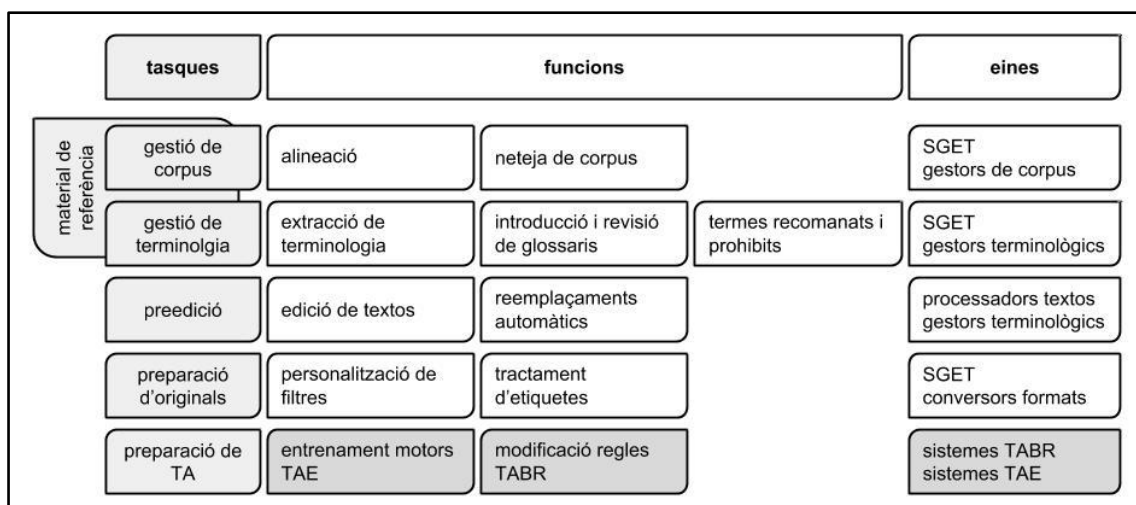 tasques
funcions
eines
material de
referència
gestió de
corpus
alineació
neteja de corpus
SGET
gestors de corpus
gestió de
terminolgia
extracció de
terminologia
introducció i revisió
de glossaris
termes recomanats i
prohibits
SGET
gestors terminològics
preedició
edició de textos
reemplaçaments
automàtics
processadors textos
gestors terminològics
preparació
d'originals
personalització de
filtres
tractament
d'etiquetes
SGET
conversors formats
preparació de
TA
entrenament motors
TAE
modificació regles
TABR
sistemes TABR
sistemes TAE